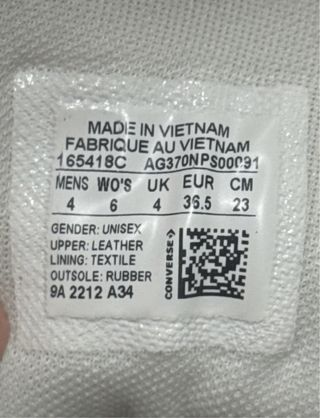 MADE IN VIETNAM
FABRIQUE AU VIETNAM
165418C AG370NPS00091
MENS WO'S UK EUR CM
4 6 4 36.5 23
GENDER: UNISEX
UPPER: LEATHER
LINING: TEXTILE
OUTSOLE: RUBBER
9A 2212 A34
CONVERSE